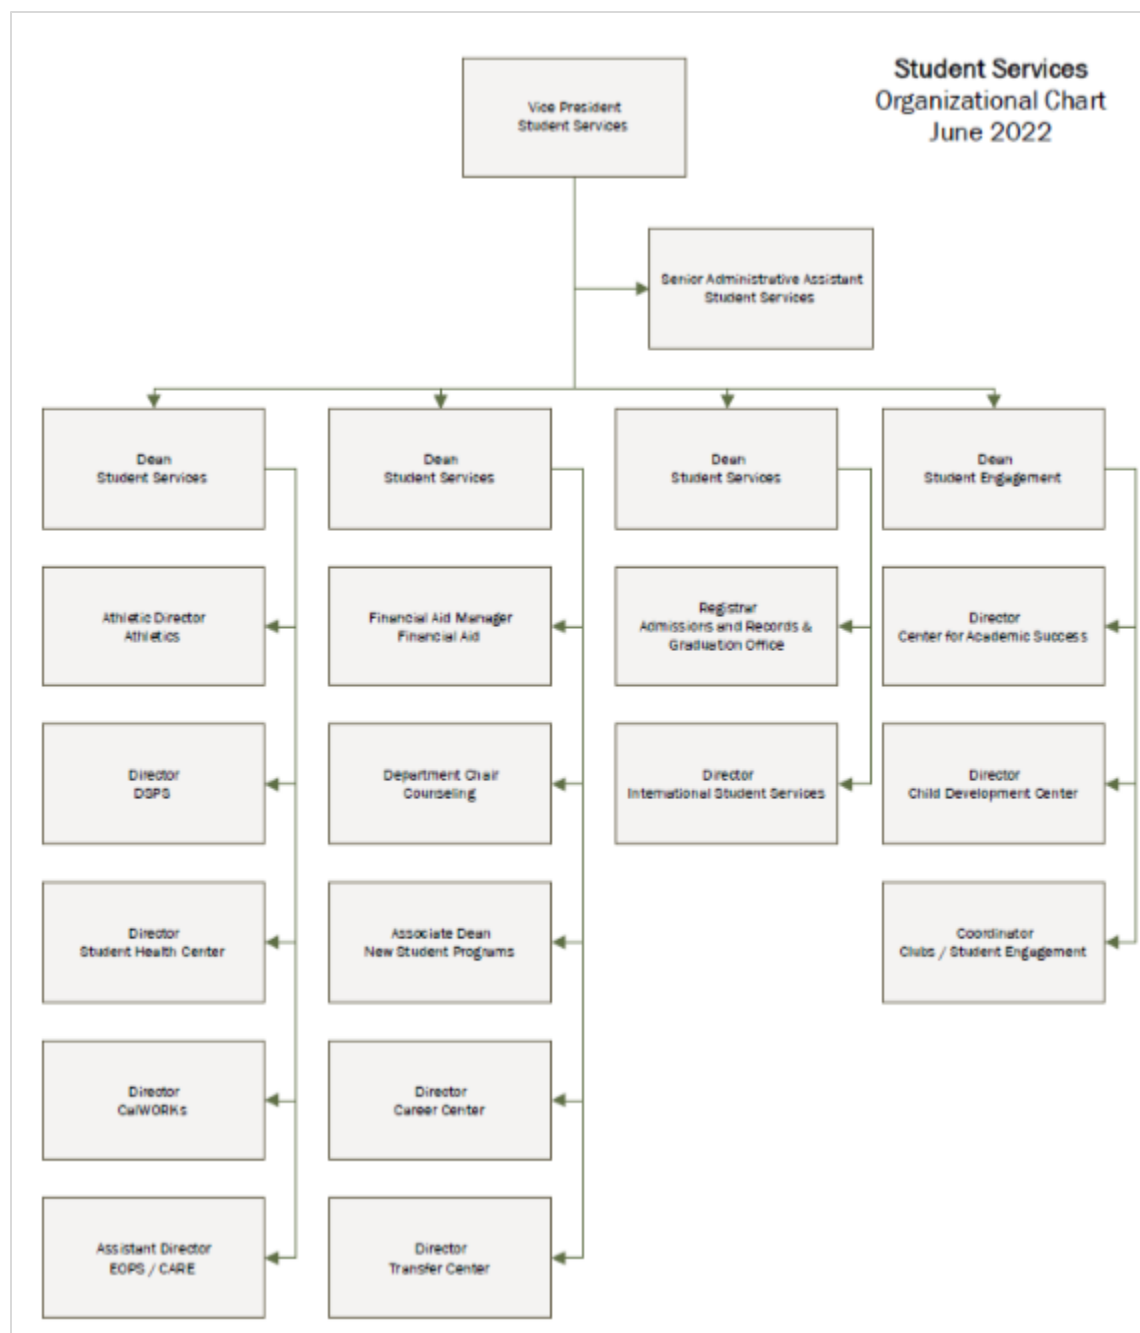 Student Services
Organizational Chart
June 2022
Vice President
Student Services
Senior Administrative Assistant
Student Services
Dean
Student Services
Dean
Student Services
Dean
Student Services
Dean
Student Engagement
Athletic Director
Athletics
Financial Aid Manager
Financial Aid
Registrar
Admissions and Records &
Graduation Office
Director
Center for Academic Success
Director
DSPS
Department Chair
Counseling
Director
International Student Services
Director
Child Development Center
Director
Student Health Center
Associate Dean
New Student Programs
Coordinator
Clubs / Student Engagement
Director
CalWORKs
Director
Career Center
Assistant Director
EOPS / CARE
Director
Transfer Center